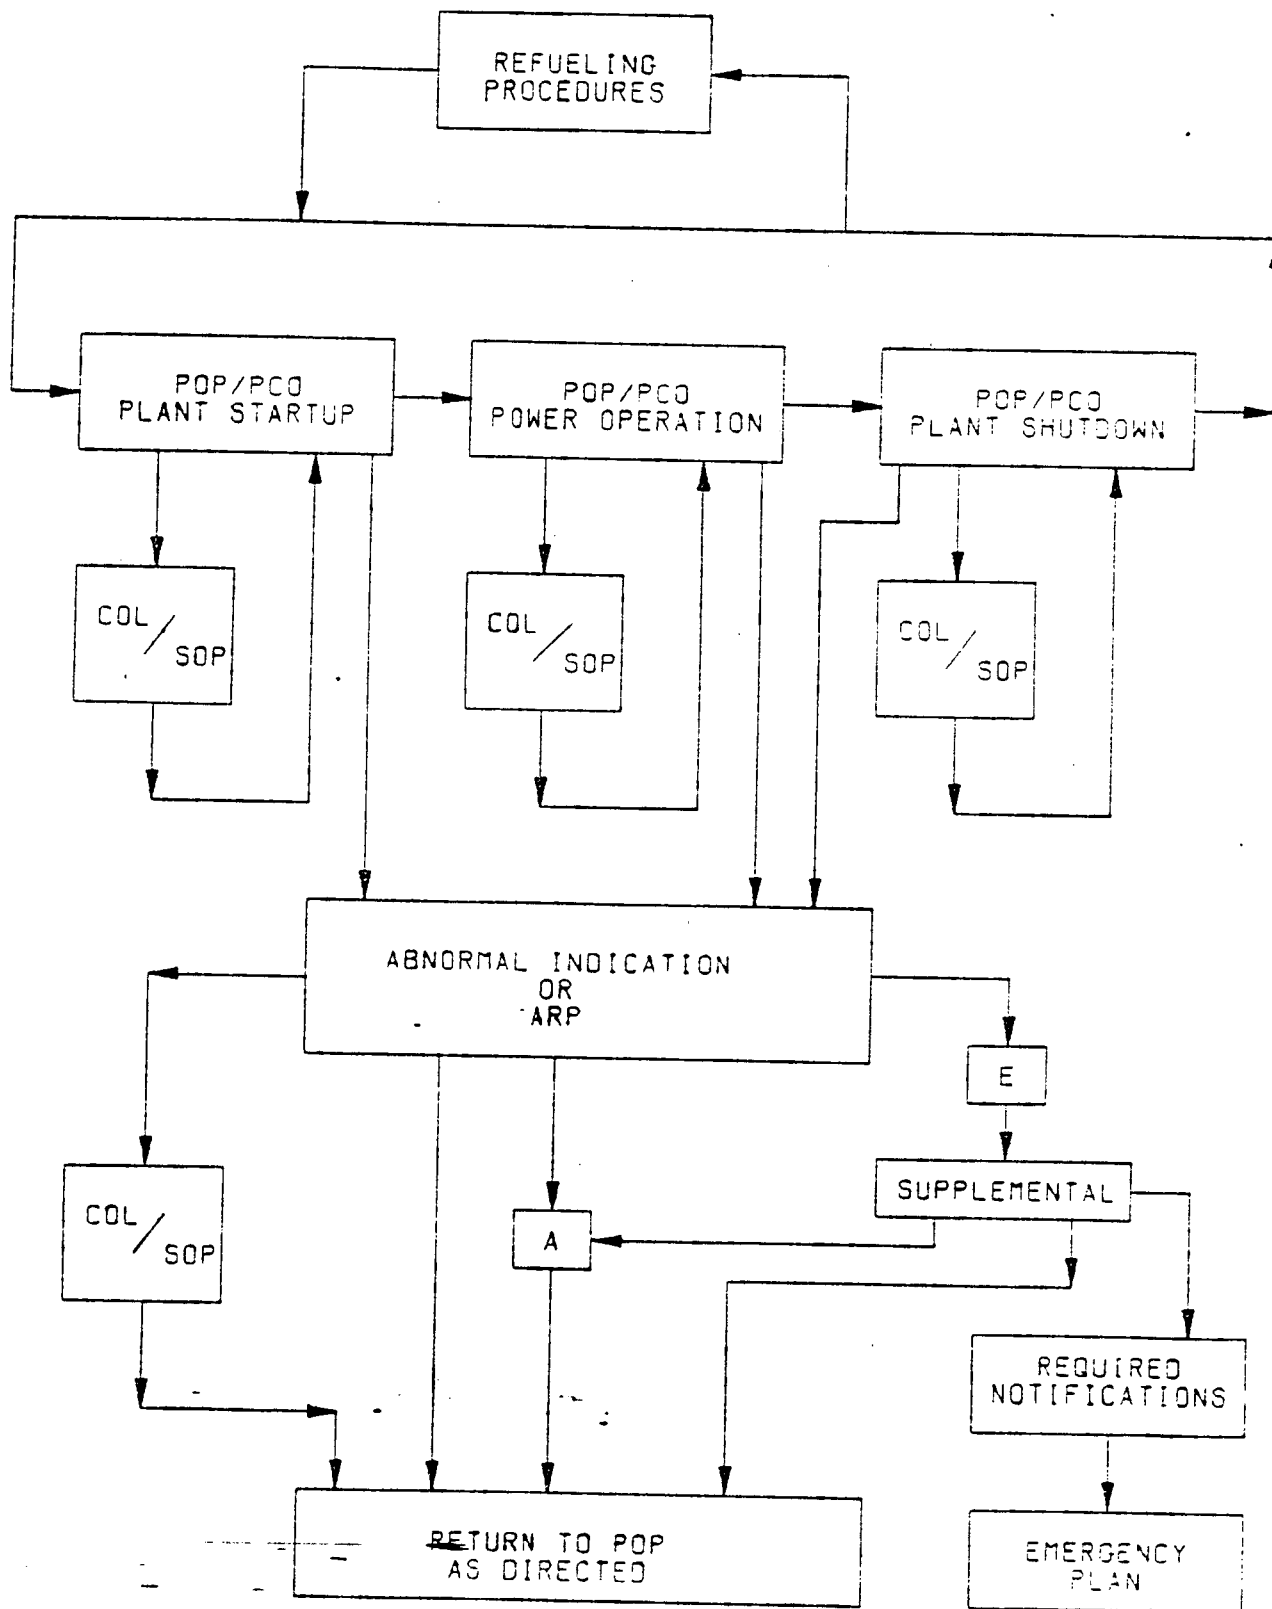 REFUELING
PROCEDURES
POP/PCO
PLANT STARTUP
POP/PCO
POWER OPERATION
POP/PCO
PLANT SHUTDOWN
COL/SOP
COL/SOP
COL/SOP
ABNORMAL INDICATION
OR
ARP
E
SUPPLEMENTAL
COL/SOP
A
REQUIRED
NOTIFICATIONS
RETURN TO POP
AS DIRECTED
EMERGENCY
PLAN